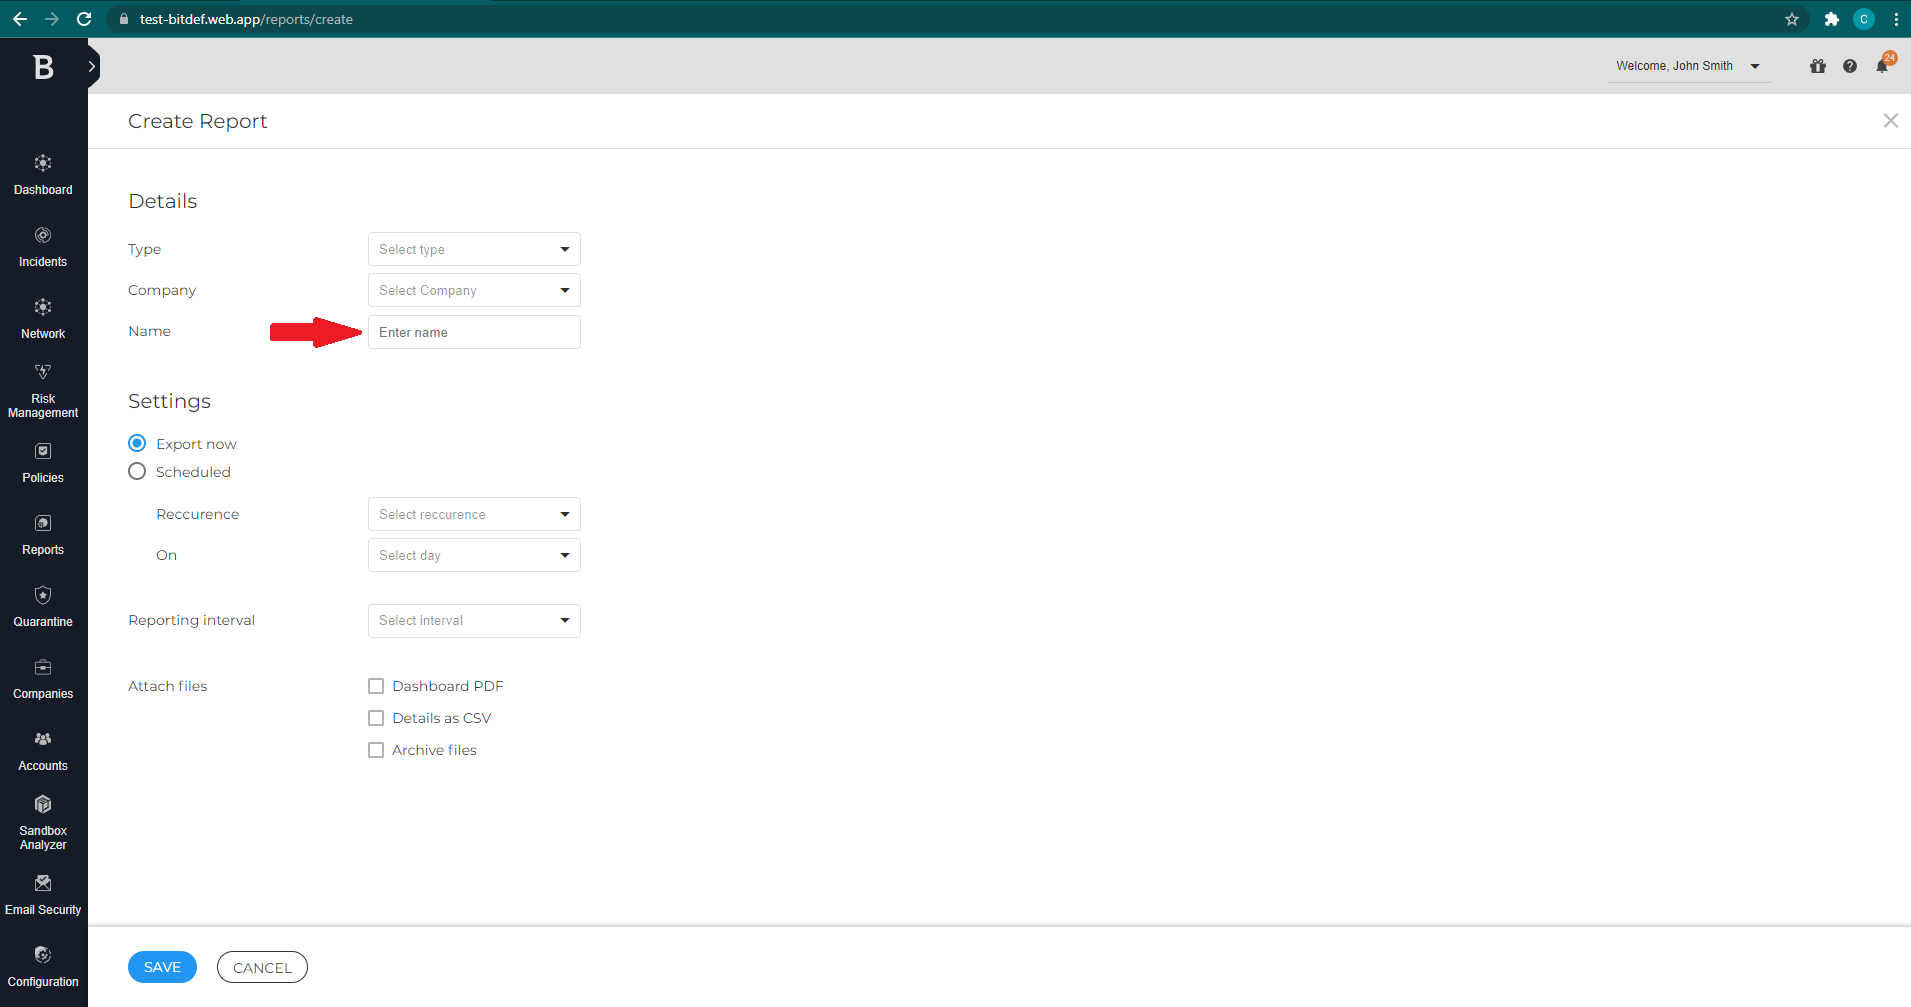 test-bitdef.web.app/reports/create
C
B
Welcome, John Smith
24
Create Report
Dashboard
Incidents
Network
Risk
Management
Policies
Reports
Quarantine
Companies
Accounts
Sandbox
Analyzer
Email Security
Configuration
Details
Type
Select type
Company
Select Company
Name
Enter name
Settings
Export now
Scheduled
Reccurence
Select reccurence
On
Select day
Reporting interval
Select interval
Attach files
Dashboard PDF
Details as CSV
Archive files
SAVE
CANCEL